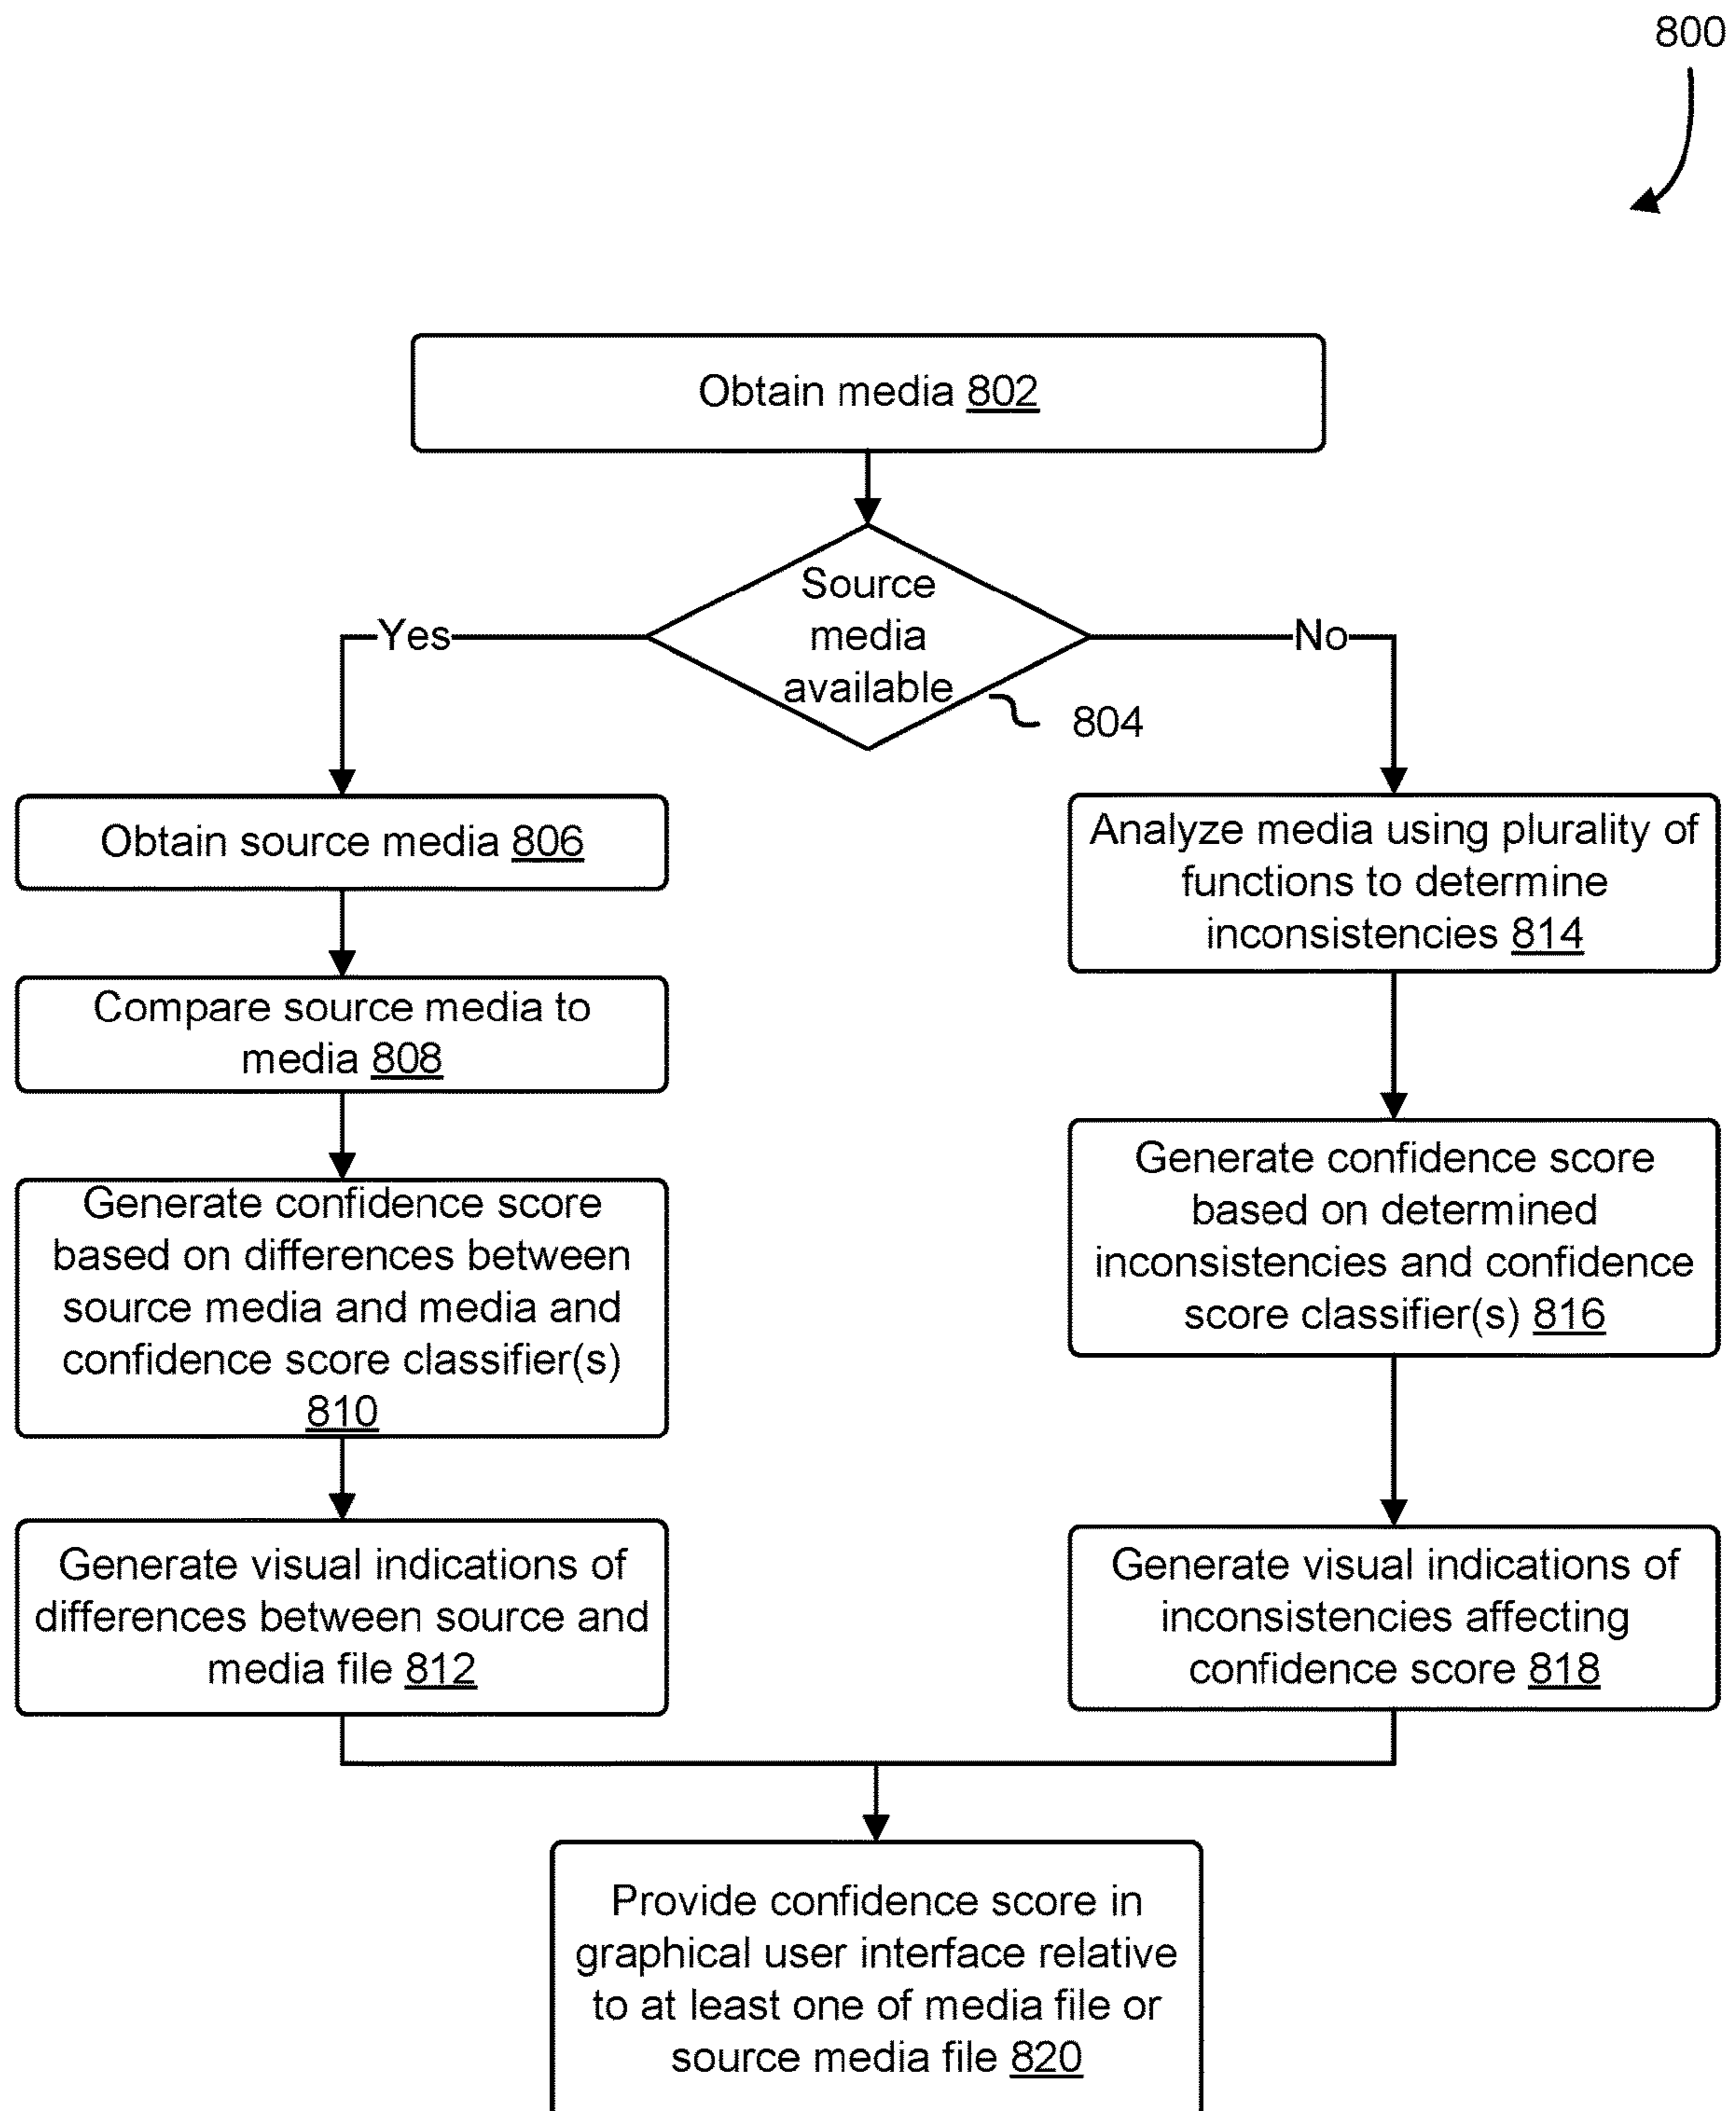 800
Obtain media 802
Source
media
available
804
Yes
No
Obtain source media 806
Compare source media to
media 808
Generate confidence score
based on differences between
source media and media and
confidence score classifier(s)
810
Generate visual indications of
differences between source and
media file 812
Analyze media using plurality of
functions to determine
inconsistencies 814
Generate confidence score
based on determined
inconsistencies and confidence
score classifier(s) 816
Generate visual indications of
inconsistencies affecting
confidence score 818
Provide confidence score in
graphical user interface relative
to at least one of media file or
source media file 820